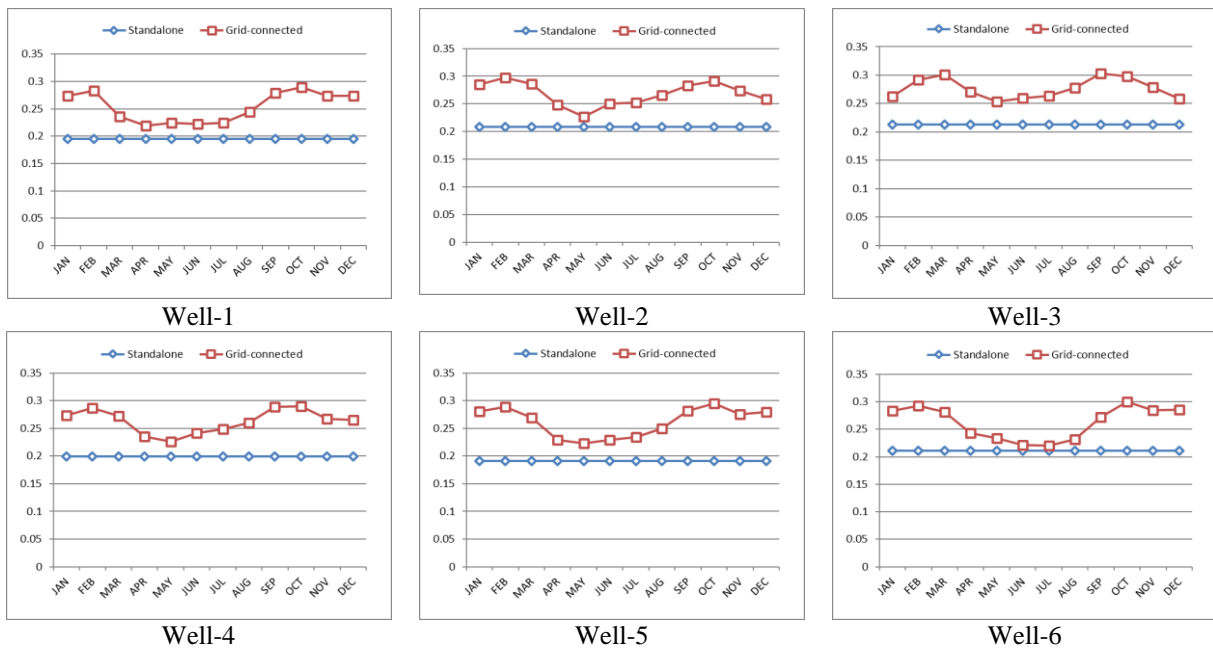 Standalone Grid-connected
0.35
0.3
0.25
0.2
0.15
0.1
0.05
0
JAN FEB MAR APR MAY JUN JUL AUG SEP OCT NOV DEC
Well-1
Standalone Grid-connected
0.35
0.3
0.25
0.2
0.15
0.1
0.05
0
JAN FEB MAR APR MAY JUN JUL AUG SEP OCT NOV DEC
Well-2
Standalone Grid-connected
0.35
0.3
0.25
0.2
0.15
0.1
0.05
0
JAN FEB MAR APR MAY JUN JUL AUG SEP OCT NOV DEC
Well-3
Standalone Grid-connected
0.35
0.3
0.25
0.2
0.15
0.1
0.05
0
JAN FEB MAR APR MAY JUN JUL AUG SEP OCT NOV DEC
Well-4
Standalone Grid-connected
0.35
0.3
0.25
0.2
0.15
0.1
0.05
0
JAN FEB MAR APR MAY JUN JUL AUG SEP OCT NOV DEC
Well-5
Standalone Grid-connected
0.35
0.3
0.25
0.2
0.15
0.1
0.05
0
JAN FEB MAR APR MAY JUN JUL AUG SEP OCT NOV DEC
Well-6